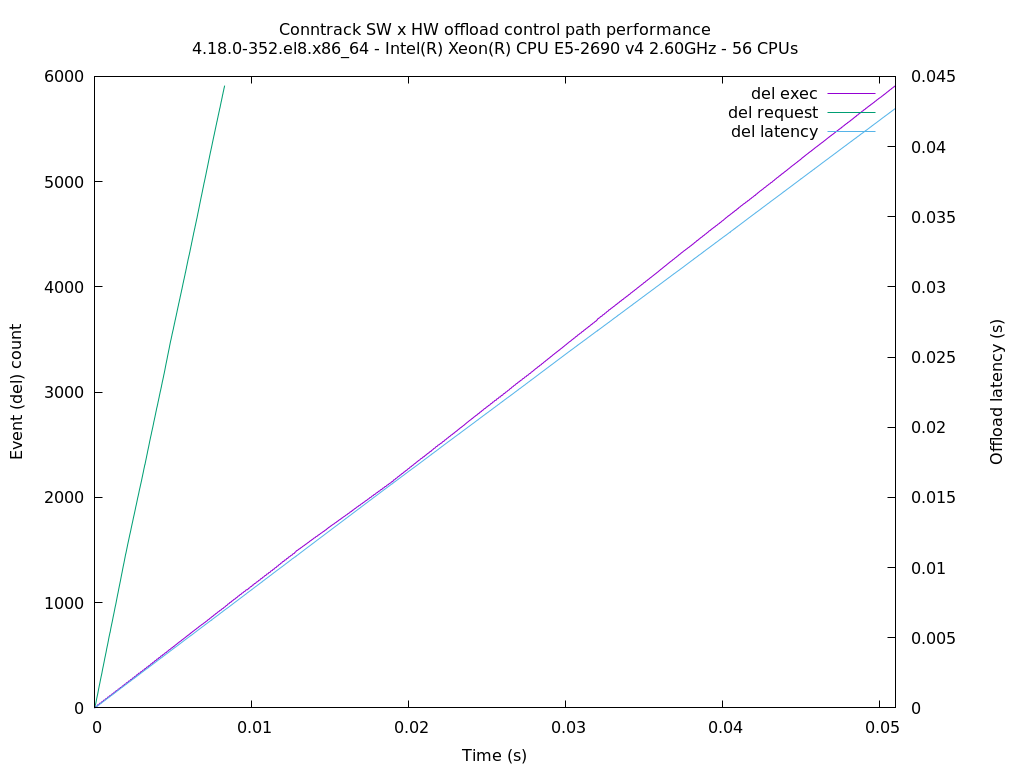 Conntrack SW x HW offload control path performance
4.18.0-352.el8.x86_64 - Intel(R) Xeon(R) CPU E5-2690 v4 2.60GHz - 56 CPUs
del exec
del request
del latency
6000
5000
4000
3000
2000
1000
0
Event (del) count
0.045
0.04
0.035
0.03
0.025
0.02
0.015
0.01
0.005
0
Offload latency (s)
0 0.01 0.02 0.03 0.04 0.05
Time (s)